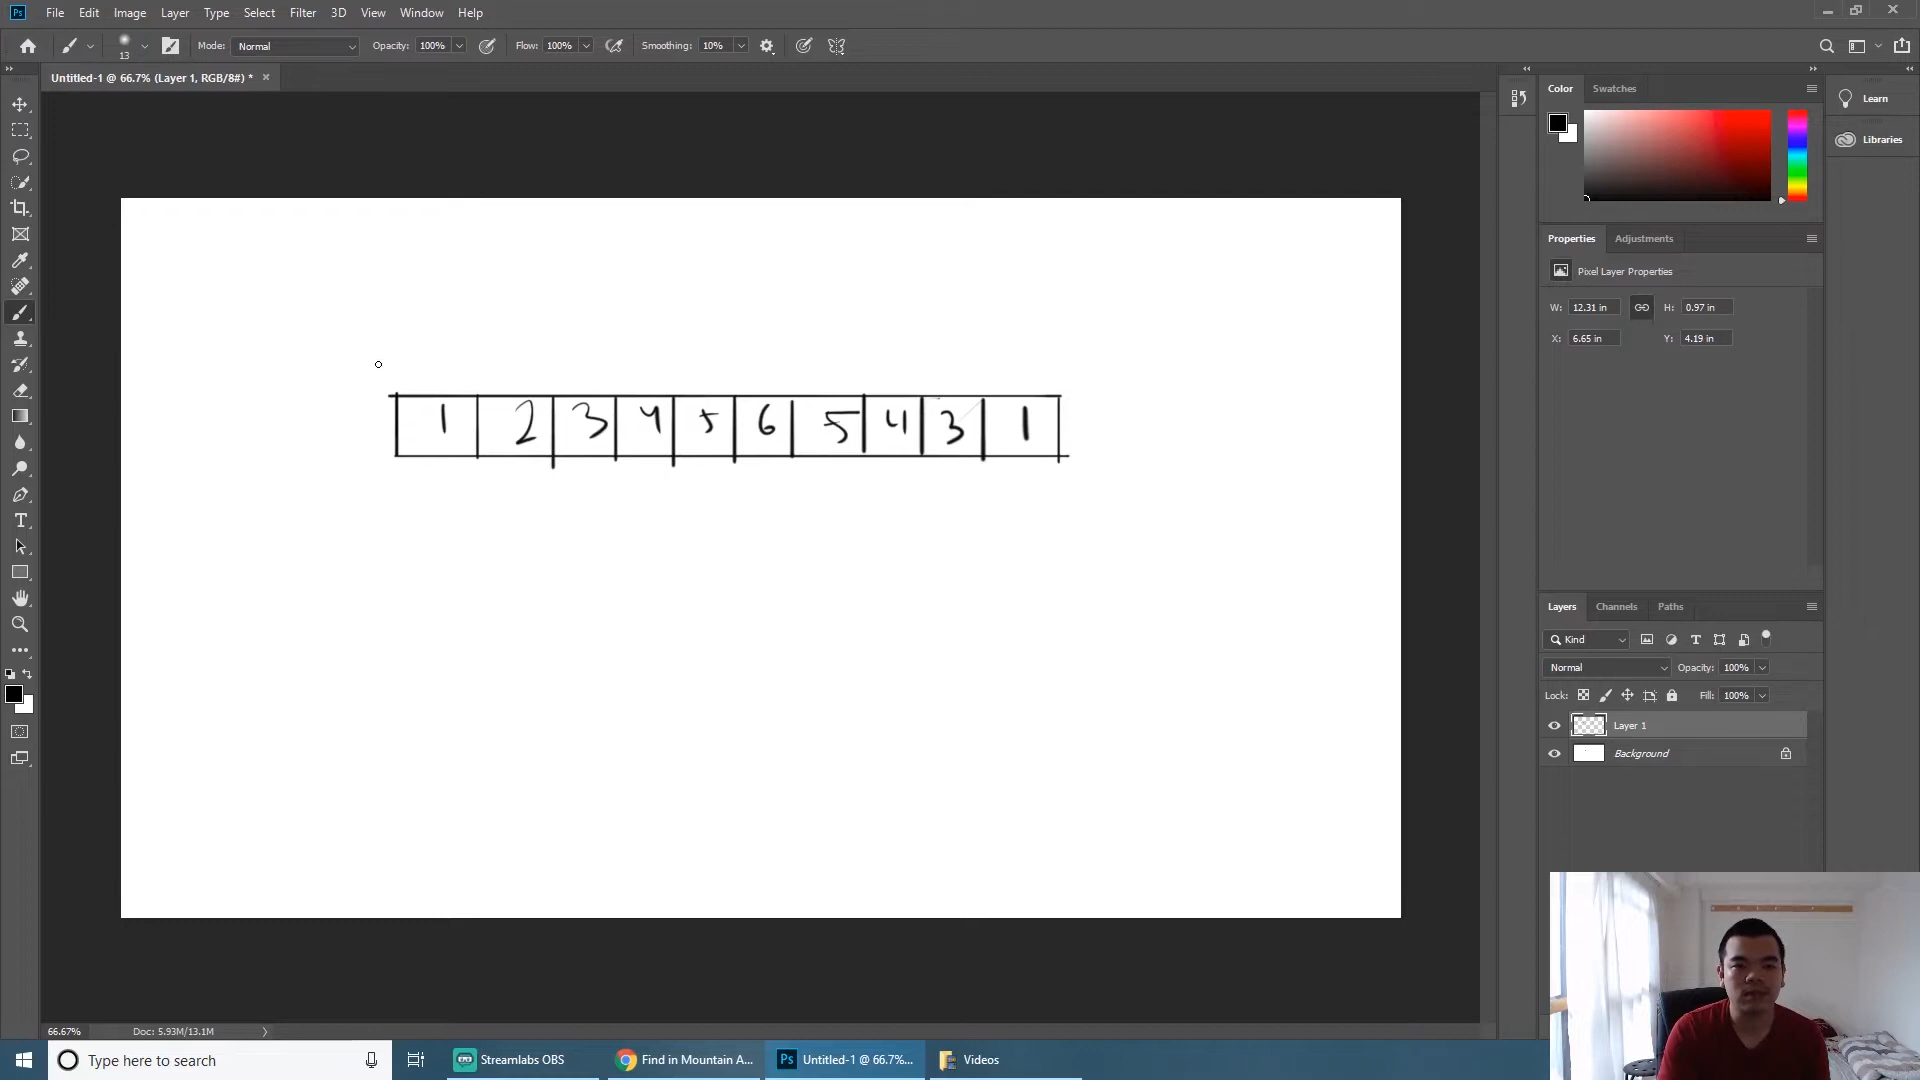 Ps File Edit Image Layer Type Select Filter 3D View Window Help
13 Mode: Normal Opacity: 100% Flow: 100% Smoothing: 10%
Untitled-1 @ 66.7% (Layer 1, RGB/8#) * ×
Color Swatches
Learn
Libraries
Properties Adjustments
Pixel Layer Properties
W: 12.31 in H: 0.97 in
X: 6.65 in Y: 4.19 in
1 2 3 4 5 6 5 4 3 1
Layers Channels Paths
Kind
Normal Opacity: 100%
Lock: Fill: 100%
Layer 1
Background
66.67% Doc: 5.93M/13.1M
Type here to search Streamlabs OBS Find in Mountain A... Ps Untitled-1 @ 66.7%... Videos